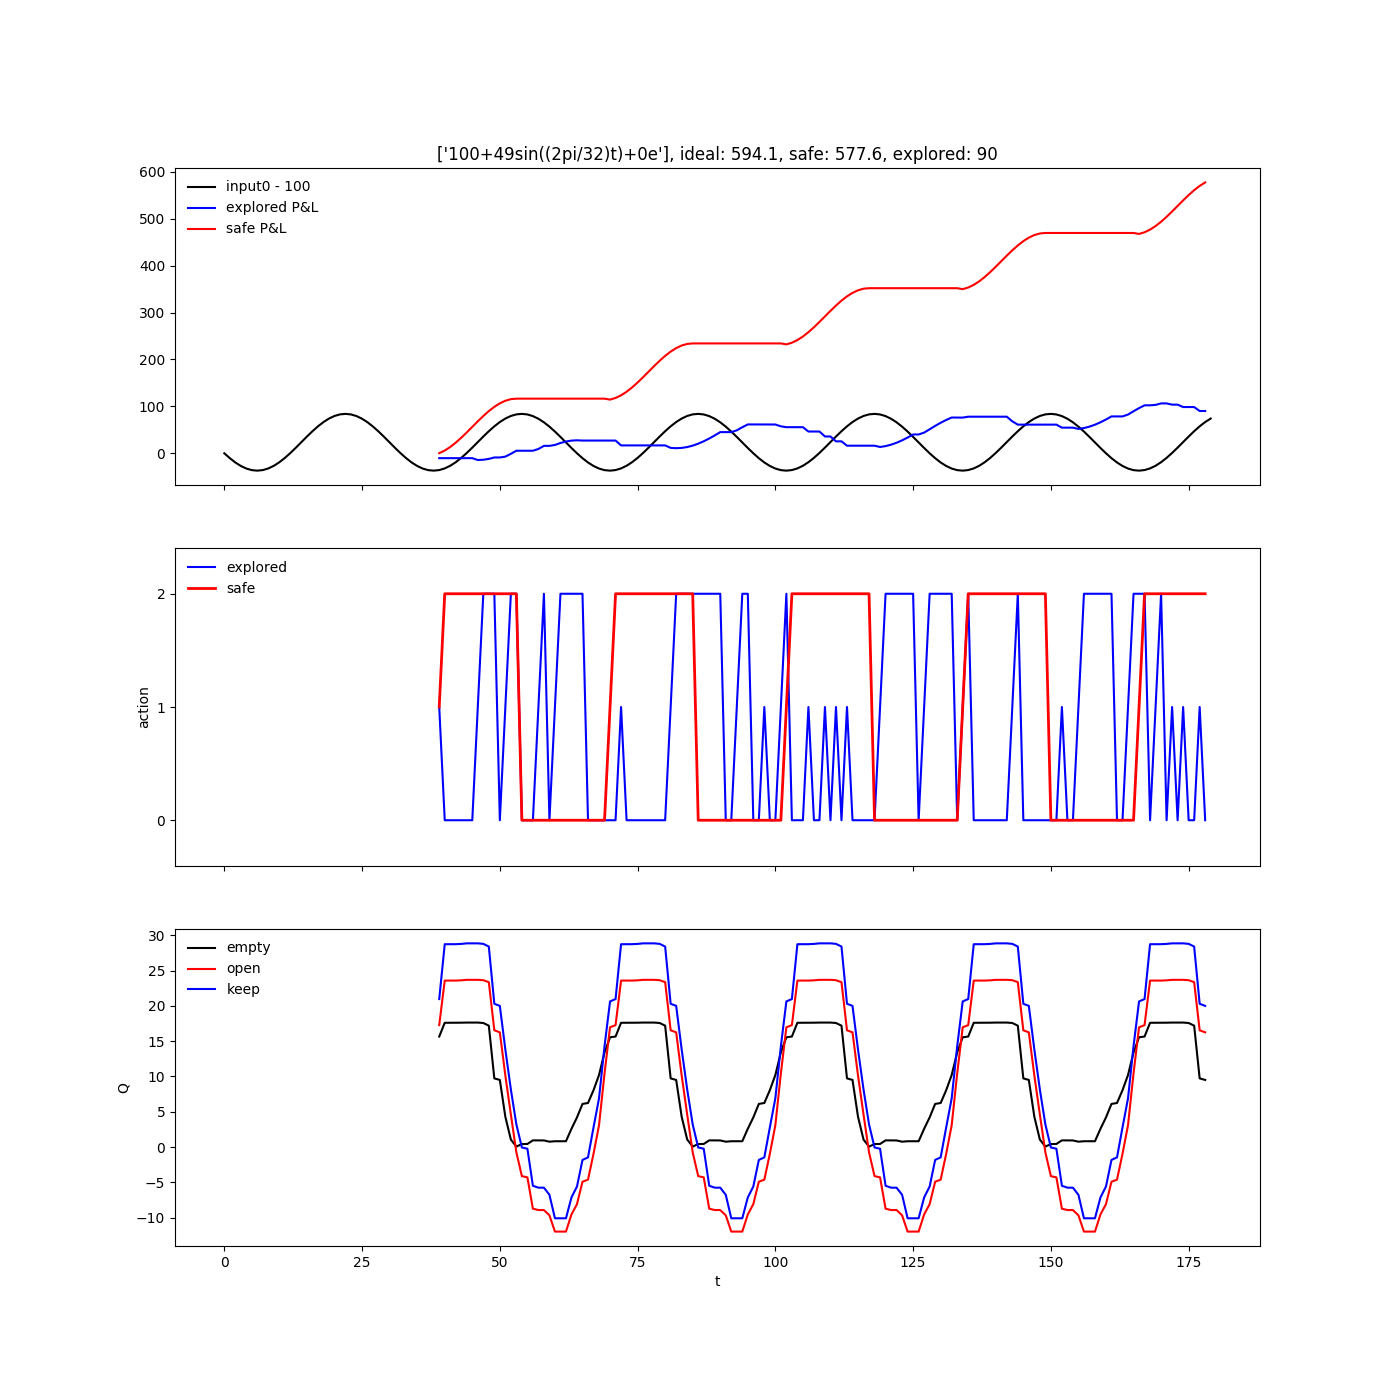 ['100+49sin((2pi/32)t)+0e'], ideal: 594.1, safe: 577.6, explored: 90
600
500
400
300
200
100
0
input0 - 100
explored P&L
safe P&L
2
1
0
action
explored
safe
30
25
20
15
10
5
0
−5
−10
Q
empty
open
keep
0 25 50 75 100 125 150 175
t